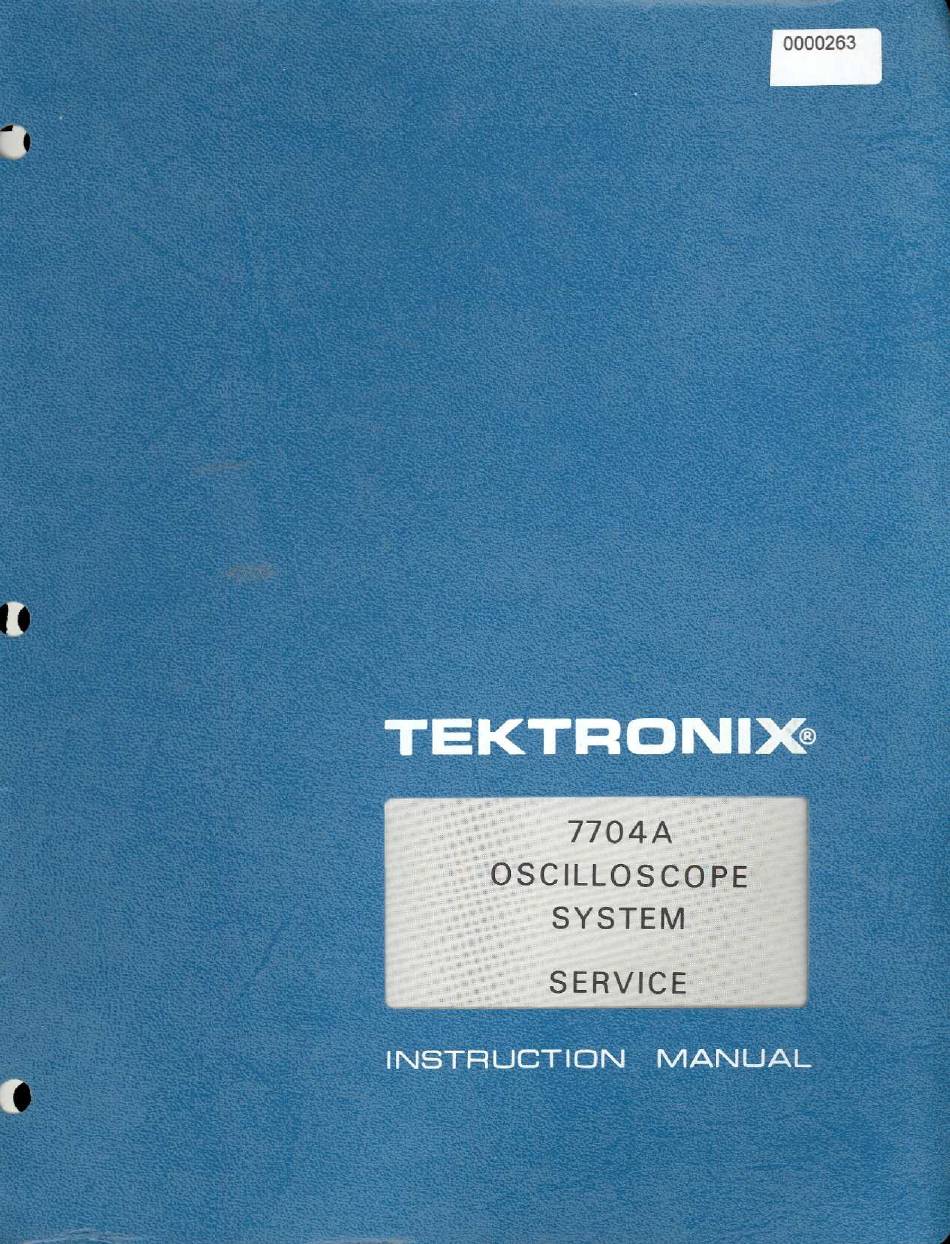 0000263
TEKTRONIX®
7704A
OSCILLOSCOPE
SYSTEM
SERVICE
INSTRUCTION MANUAL